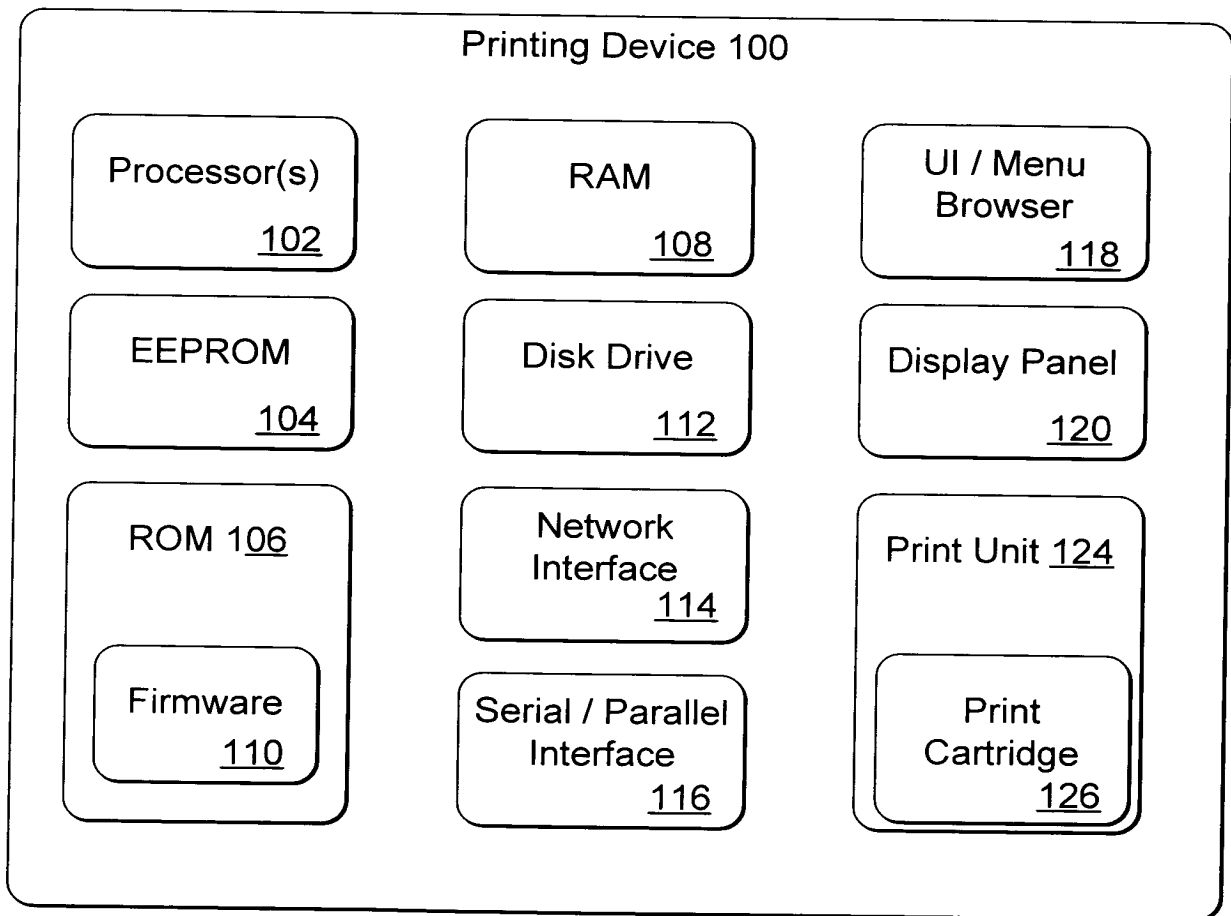 Printing Device 100
Processor(s)
102
RAM
108
UI / Menu
Browser
118
EEPROM
104
Disk Drive
112
Display Panel
120
ROM 106
Firmware
110
Network
Interface
114
Serial / Parallel
Interface
116
Print Unit 124
Print
Cartridge
126